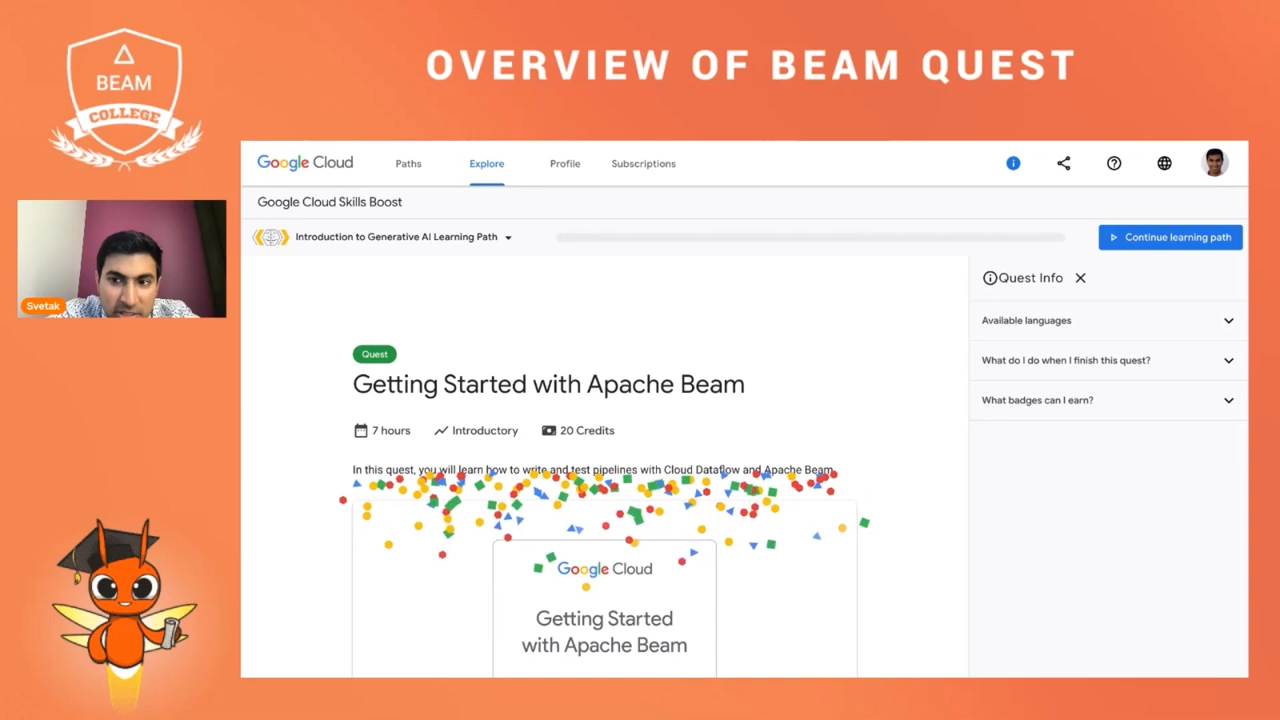 OVERVIEW OF BEAM QUEST
BEAM
COLLEGE
Svetak
Google Cloud
Paths
Explore
Profile
Subscriptions
Google Cloud Skills Boost
Introduction to Generative AI Learning Path
Continue learning path
Quest Info
Available languages
What do I do when I finish this quest?
What badges can I earn?
Quest
Getting Started with Apache Beam
7 hours
Introductory
20 Credits
In this quest, you will learn how to write and test pipelines with Cloud Dataflow and Apache Beam.
Google Cloud
Getting Started
with Apache Beam